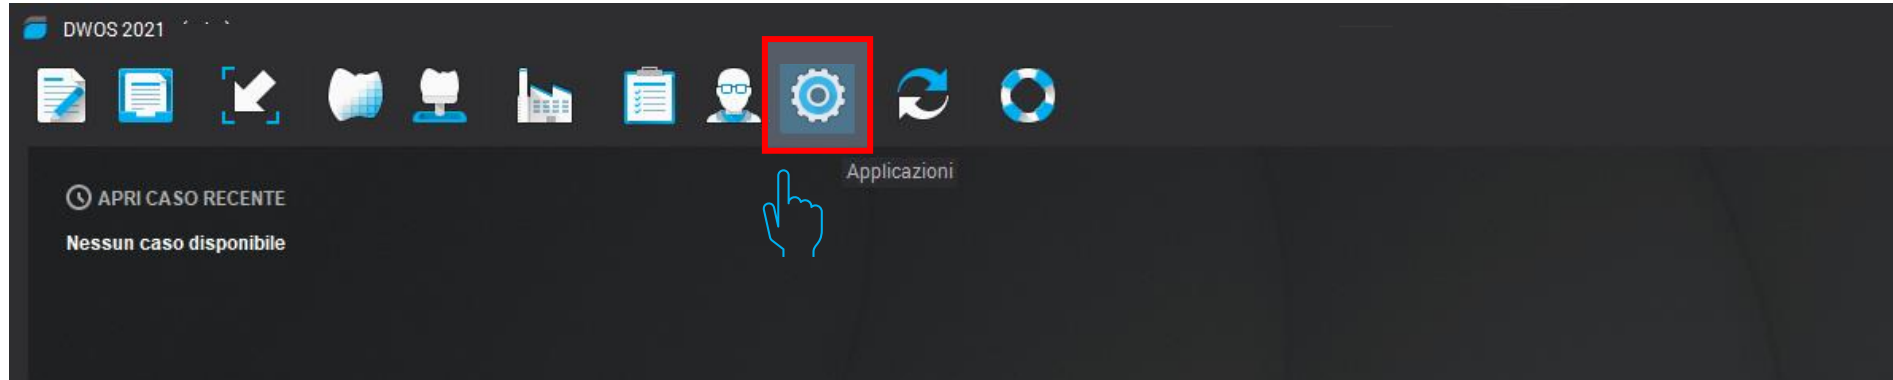 DWOS 2021
Applicazioni
APRI CASO RECENTE
Nessun caso disponibile